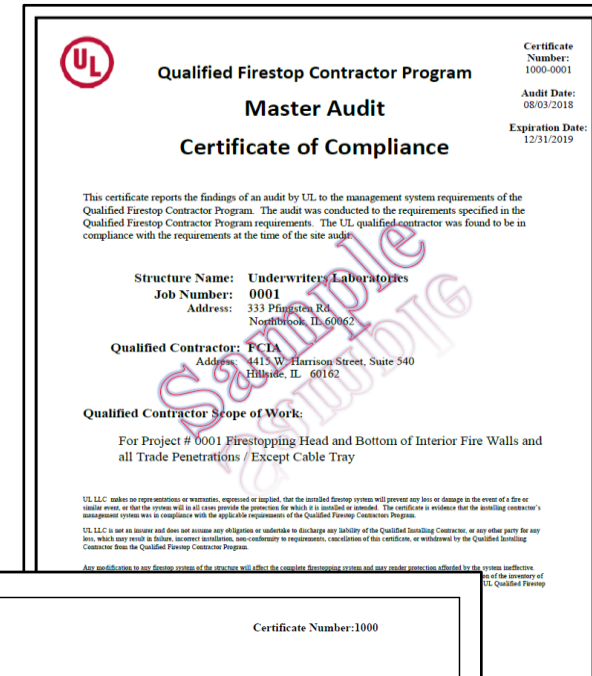 UL
Certificate
Number:
1000-0001
Audit Date:
08/03/2018
Expiration Date:
12/31/2019
Qualified Firestop Contractor Program
Master Audit
Certificate of Compliance
This certificate reports the findings of an audit by UL to the management system requirements of the
Qualified Firestop Contractor Program. The audit was conducted to the requirements specified in the
Qualified Firestop Contractor Program requirements. The UL qualified contractor was found to be in
compliance with the requirements at the time of the site audit.
Structure Name: Underwriters Laboratories
Job Number: 0001
Address: 333 Pfingsten Rd
Northbrook, IL 60062
Qualified Contractor: FCIA
Address: 4415 W. Harrison Street, Suite 540
Hillside, IL 60162
Sample
Qualified Contractor Scope of Work:
For Project # 0001 Firestopping Head and Bottom of Interior Fire Walls and
all Trade Penetrations / Except Cable Tray
UL LLC makes no representations or warranties, expressed or implied, that the installed firestop system will prevent any loss or damage in the event of a fire or
similar event, or that the system will in all cases provide the protection for which it is installed or intended. The certificate is evidence that the installing contractor's
management system was in compliance with the applicable requirements of the Qualified Firestop Contractors Program.
UL LLC is not an insurer and does not assume any obligation or undertake to discharge any liability of the Qualified Installing Contractor, or any other party for any
loss, which may result in failure, incorrect installation, non-conformity to requirements, cancellation of this certificate, or withdrawal by the Qualified Installing
Contractor from the Qualified Firestop Contractor Program.
Any modification to any firestop system of the structure will affect the complete firestopping system and may render protection afforded by the system ineffective.
on of the inventory of
UL Qualified Firestop
Certificate Number:1000